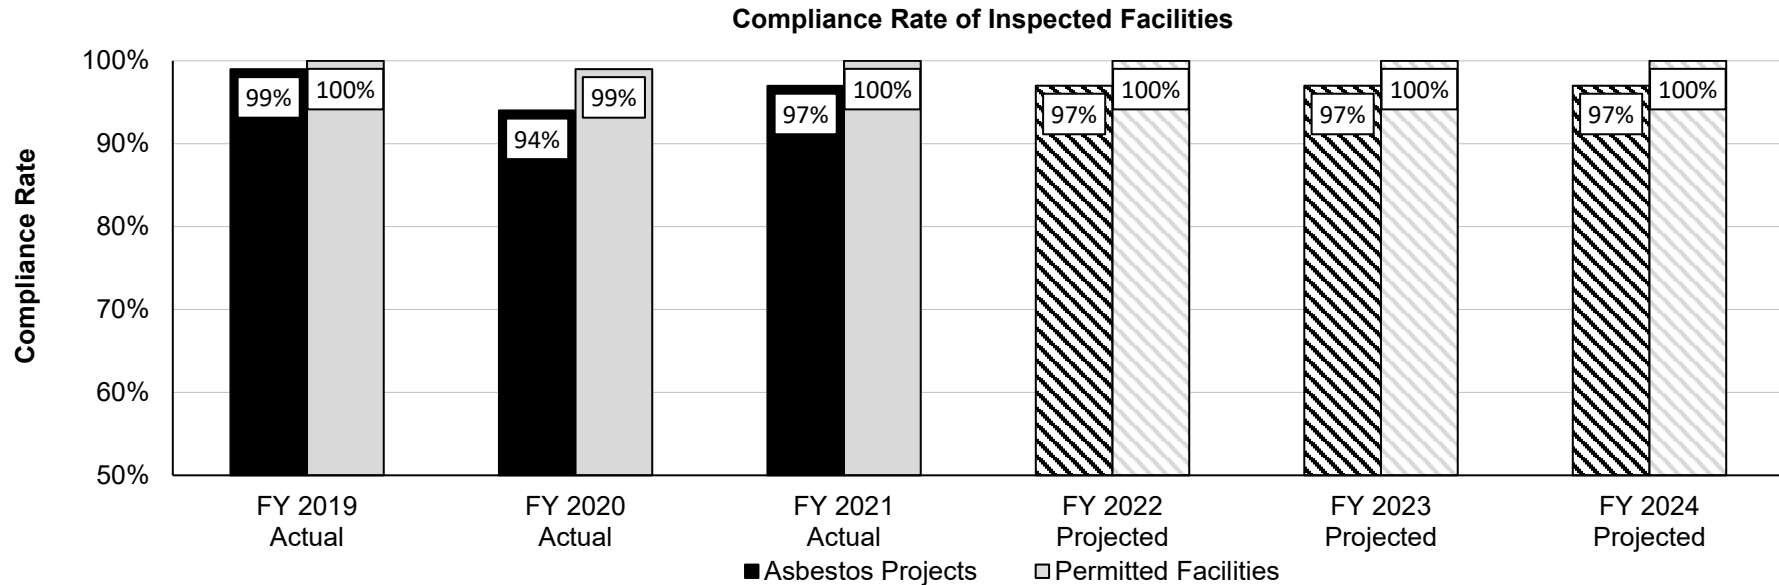 Compliance Rate of Inspected Facilities
Compliance Rate
100%
90%
80%
70%
60%
50%
99%
100%
94%
99%
97%
100%
97%
100%
97%
100%
97%
100%
FY 2019
Actual
FY 2020
Actual
FY 2021
Actual
FY 2022
Projected
FY 2023
Projected
FY 2024
Projected
Asbestos Projects
Permitted Facilities